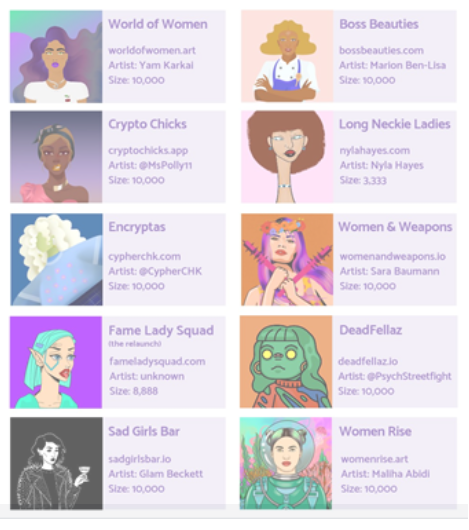 World of Women
worldofwomen.art
Artist: Yam Karkai
Size: 10,000
Boss Beauties
bossbeauties.com
Artist: Marion Ben-Lisa
Size: 10,000
Crypto Chicks
cryptochicks.app
Artist: @MsPolly11
Size: 10,000
Long Neckie Ladies
nylahayes.com
Artist: Nyla Hayes
Size: 3,333
Encryptas
cypherchk.com
Artist: @CypherCHK
Size: 10,000
Women & Weapons
womenandweapons.io
Artist: Sara Baumann
Size: 10,000
Fame Lady Squad
(the relaunch)
fameladysquad.com
Artist: unknown
Size: 8,888
DeadFellaz
deadfellaz.io
Artist: @PsychStreetfight
Size: 10,000
Sad Girls Bar
sadgirlsbar.io
Artist: Glam Beckett
Size: 10,000
Women Rise
womenrise.art
Artist: Maliha Abidi
Size: 10,000